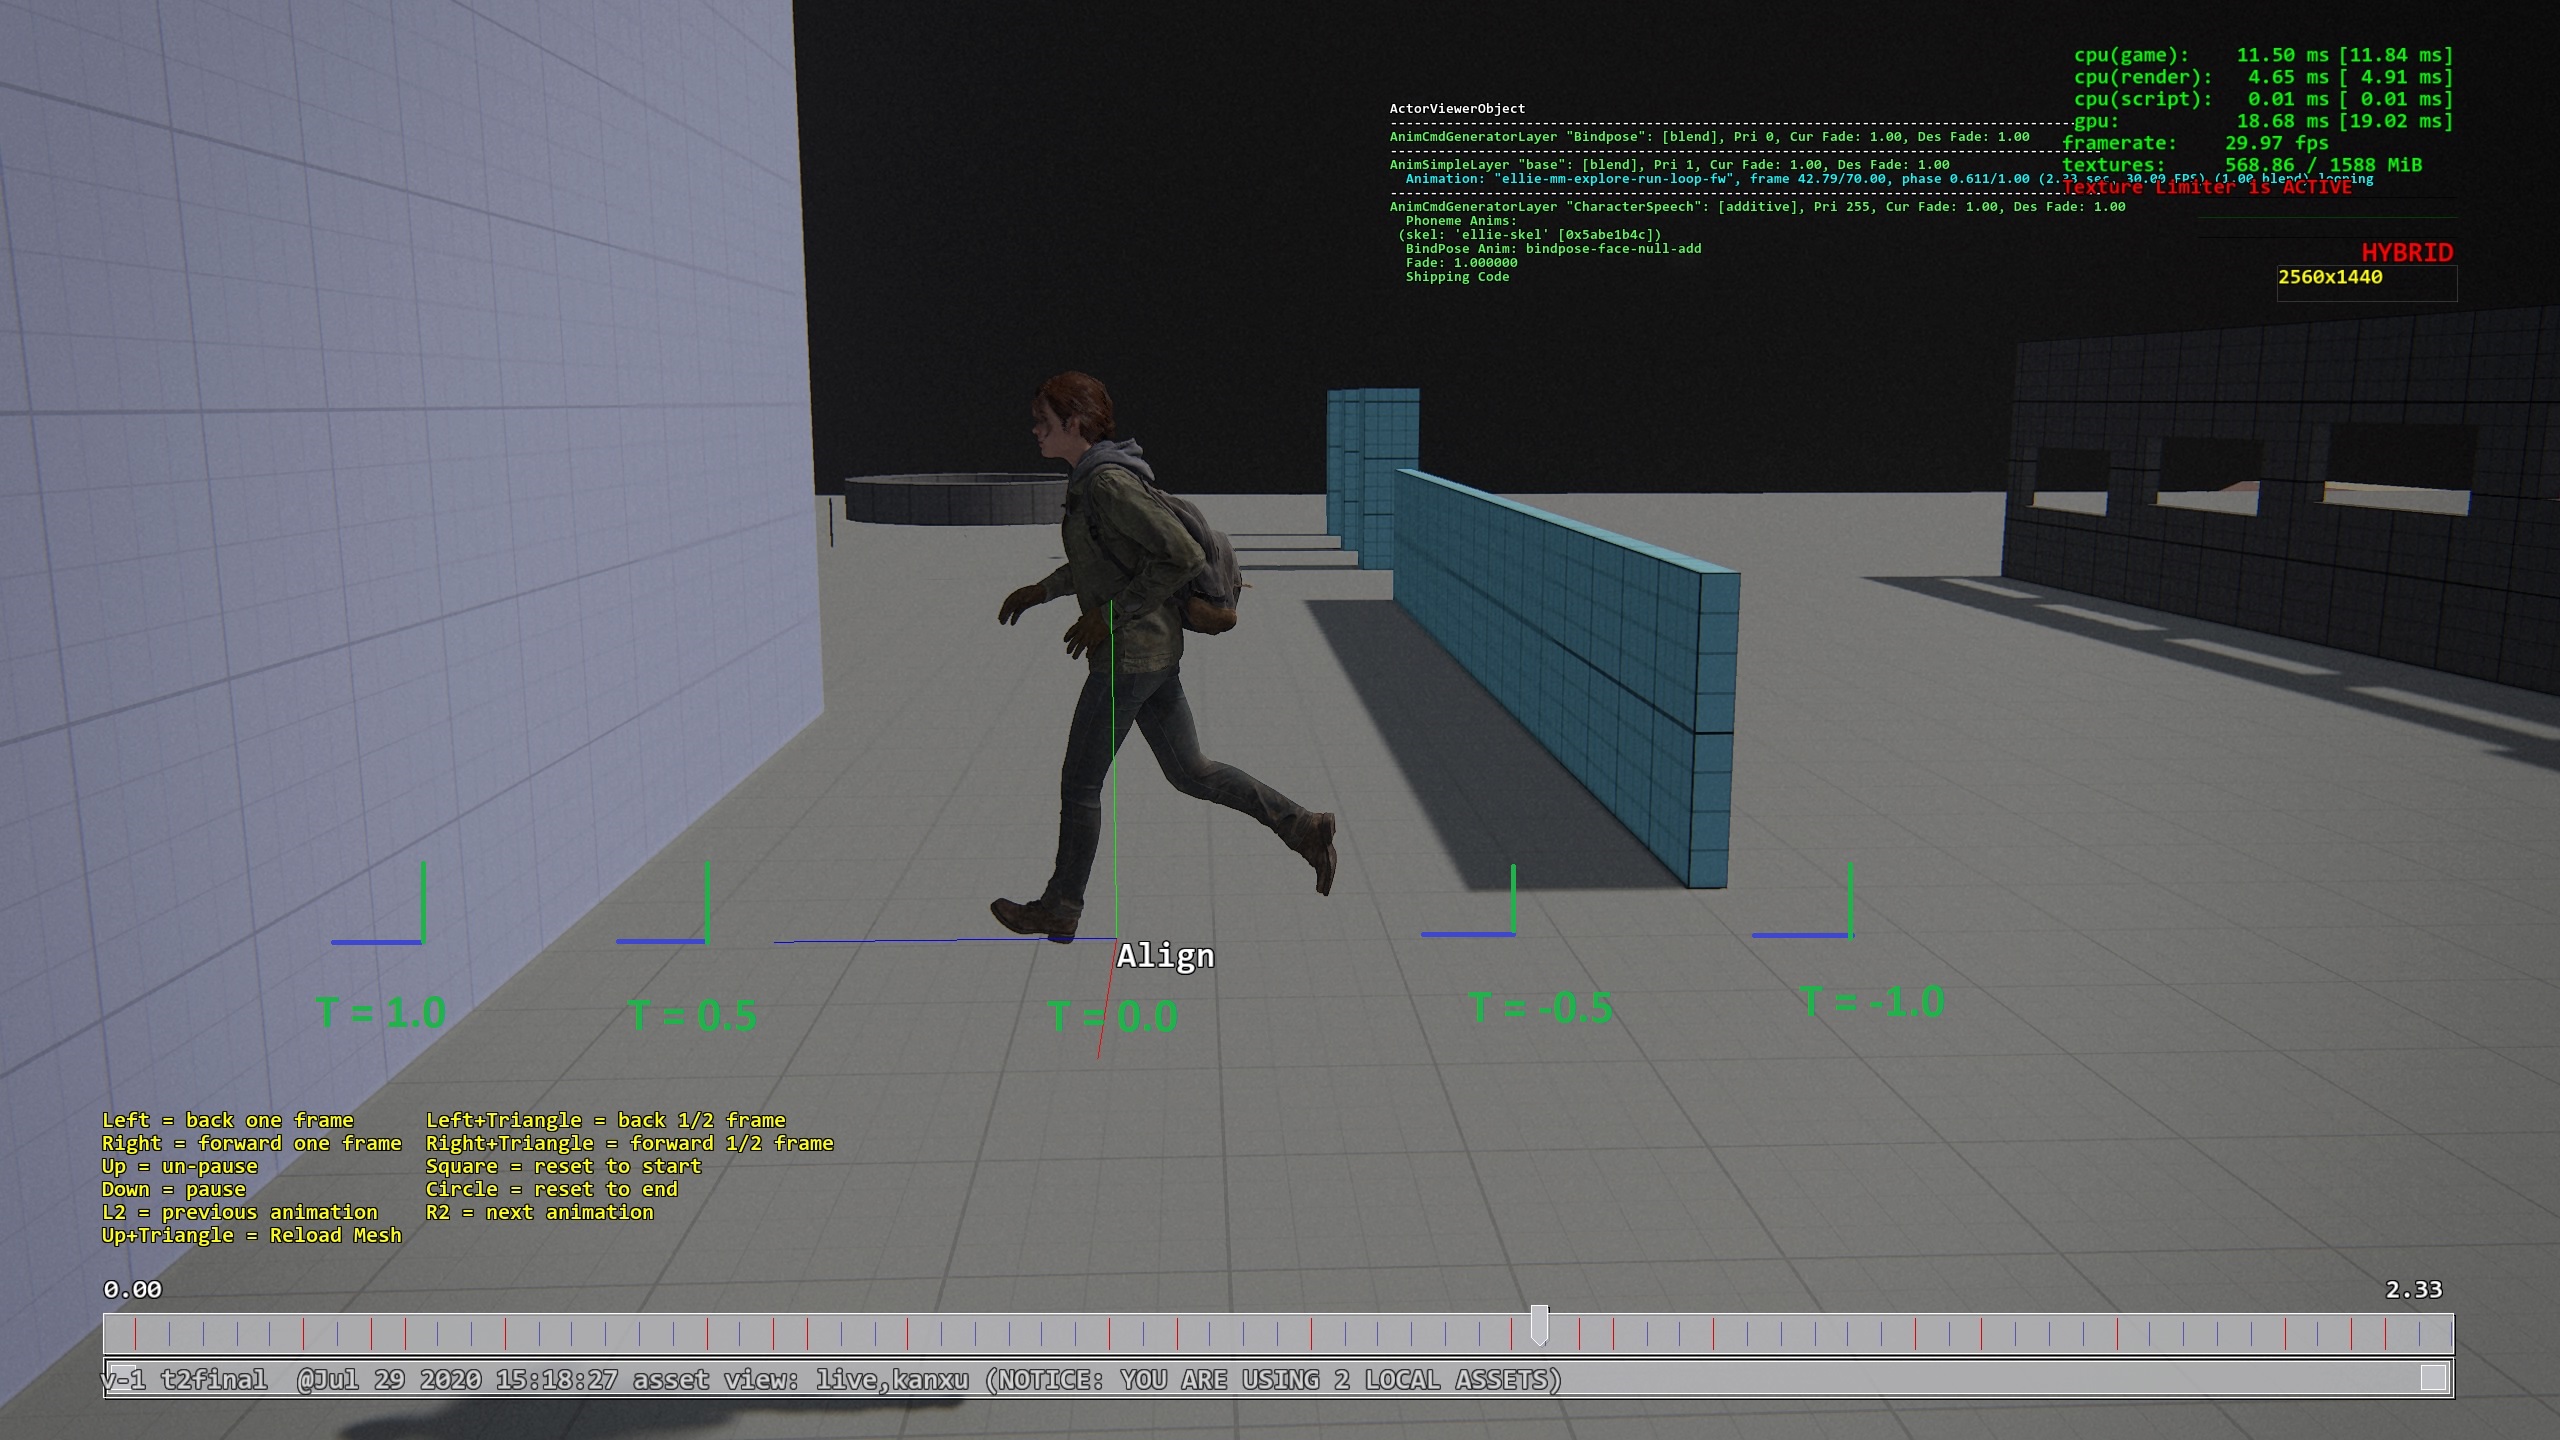 cpu(game): 11.50 ms [11.84 ms]
cpu(render): 4.65 ms [ 4.91 ms]
cpu(script): 0.01 ms [ 0.01 ms]
gpu: 18.68 ms [19.02 ms]
framerate: 29.97 fps
textures: 568.86 / 1588 MiB
Texture Limiter is ACTIVE
HYBRID
2560x1440
ActorViewerObject
AnimCmdGeneratorLayer "Bindpose": [blend], Pri 0, Cur Fade: 1.00, Des Fade: 1.00
AnimSimpleLayer "base": [blend], Pri 1, Cur Fade: 1.00, Des Fade: 1.00
Animation: "ellie-mm-explore-run-loop-fw", frame 42.79/70.00, phase 0.611/1.00 (2.33 sec, 30.00 FPS) (1.00 blend) looping
AnimCmdGeneratorLayer "CharacterSpeech": [additive], Pri 255, Cur Fade: 1.00, Des Fade: 1.00
Phoneme Anims:
(skel: 'ellie-skel' [0x5abe1b4c])
BindPose Anim: bindpose-face-null-add
Fade: 1.000000
Shipping Code
Align
T = 1.0 T = 0.5 T = 0.0 T = -0.5 T = -1.0
Left = back one frame Left+Triangle = back 1/2 frame
Right = forward one frame Right+Triangle = forward 1/2 frame
Up = un-pause Square = reset to start
Down = pause Circle = reset to end
L2 = previous animation R2 = next animation
Up+Triangle = Reload Mesh
0.00 2.33
v-1 t2final @Jul 29 2020 15:18:27 asset view: live,kanxu (NOTICE: YOU ARE USING 2 LOCAL ASSETS)